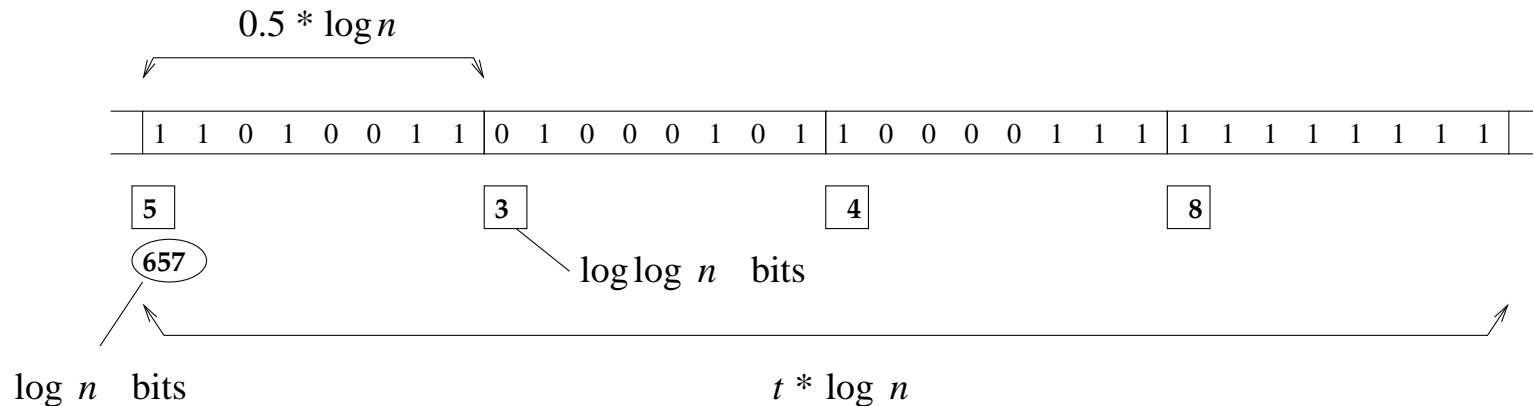 0.5 * log n
1 1 0 1 0 0 1 1 0 1 0 0 0 1 0 1 1 0 0 0 0 1 1 1 1 1 1 1 1 1 1 1
5 3 4 8
657 log log n bits
log n bits t * log n